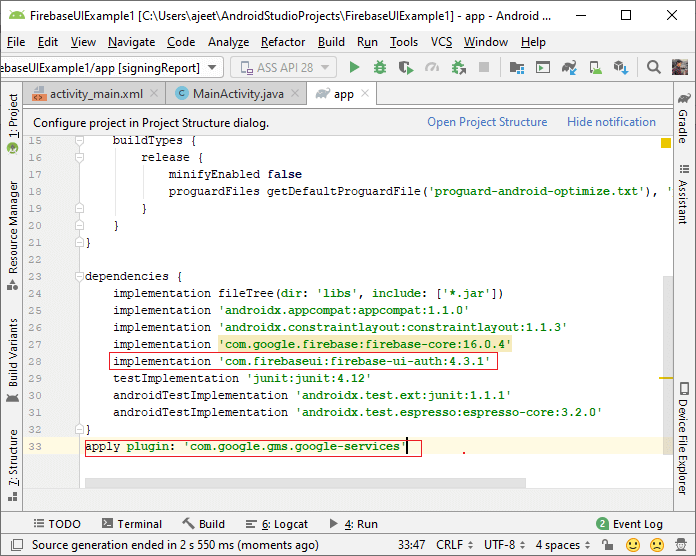 FirebaseUIExample1 [C:\Users\ajeet\AndroidStudioProjects\FirebaseUIExample1] - app - Android ...
File Edit View Navigate Code Analyze Refactor Build Run Tools VCS Window Help
ebaseUIExample1/app [signingReport] ASS API 28
activity_main.xml MainActivity.java app
Configure project in Project Structure dialog. Open Project Structure Hide notification
15 buildTypes {
16 release {
17 minifyEnabled false
18 proguardFiles getDefaultProguardFile('proguard-android-optimize.txt'), '
19 }
20 }
21 }
22
23 dependencies {
24 implementation fileTree(dir: 'libs', include: ['*.jar'])
25 implementation 'androidx.appcompat:appcompat:1.1.0'
26 implementation 'androidx.constraintlayout:constraintlayout:1.1.3'
27 implementation 'com.google.firebase:firebase-core:16.0.4'
28 implementation 'com.firebaseui:firebase-ui-auth:4.3.1'
29 testImplementation 'junit:junit:4.12'
30 androidTestImplementation 'androidx.test.ext:junit:1.1.1'
31 androidTestImplementation 'androidx.test.espresso:espresso-core:3.2.0'
32 }
33 apply plugin: 'com.google.gms.google-services'
1: Project
Resource Manager
Build Variants
7: Structure
Gradle
Assistant
Device File Explorer
TODO Terminal Build 6: Logcat 4: Run 2 Event Log
Source generation ended in 2 s 550 ms (moments ago) 33:47 CRLF UTF-8 4 spaces